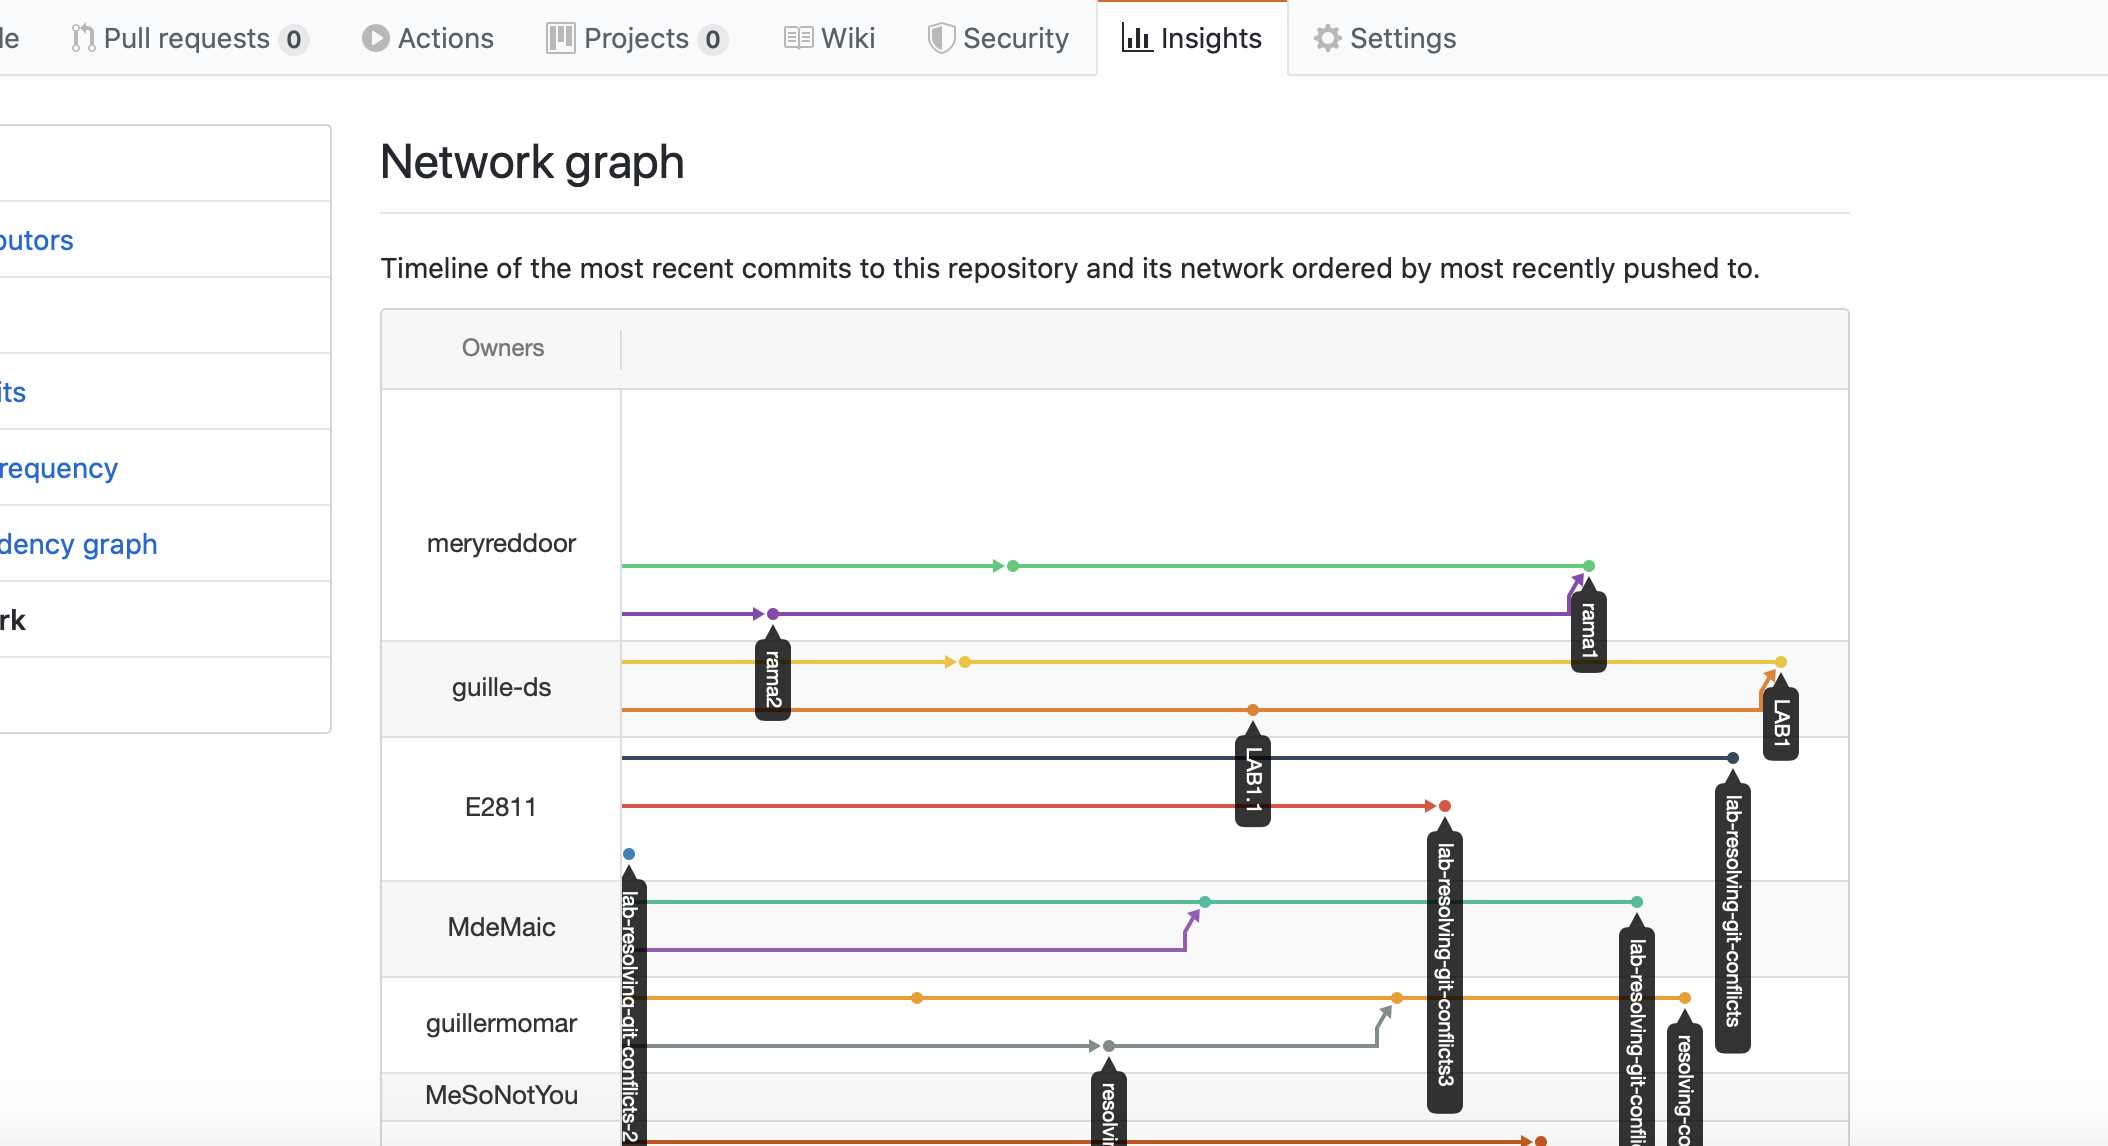 le Pull requests 0 Actions Projects 0 Wiki Security Insights Settings
Network graph
butors
Timeline of the most recent commits to this repository and its network ordered by most recently pushed to.
Owners
its
requency
dency graph
rk
meryreddoor
rama1
rama2
guille-ds
LAB1
LAB1.1
E2811
lab-resolving-git-conflicts
lab-resolving-git-conflicts3
lab-resolving-git-conflicts-2
MdeMaic
lab-resolving-git-confli
guillermomar
resolving-co
resolvin
MeSoNotYou